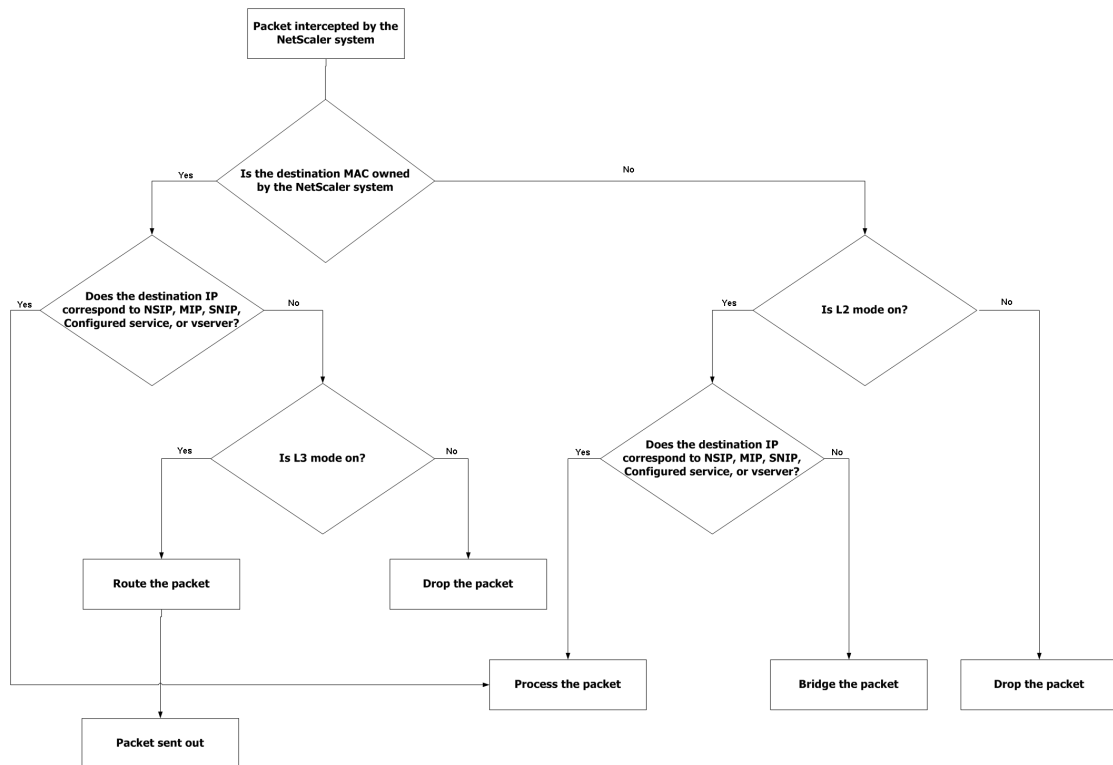 Packet intercepted by the
NetScaler system
Is the destination MAC owned
by the NetScaler system
Yes
No
Does the destination IP
correspond to NSIP, MIP, SNIP,
Configured service, or vserver?
Yes
No
Is L2 mode on?
Yes
No
Is L3 mode on?
Yes
No
Does the destination IP
correspond to NSIP, MIP, SNIP,
Configured service, or vserver?
Yes
No
Route the packet
Drop the packet
Process the packet
Bridge the packet
Drop the packet
Packet sent out